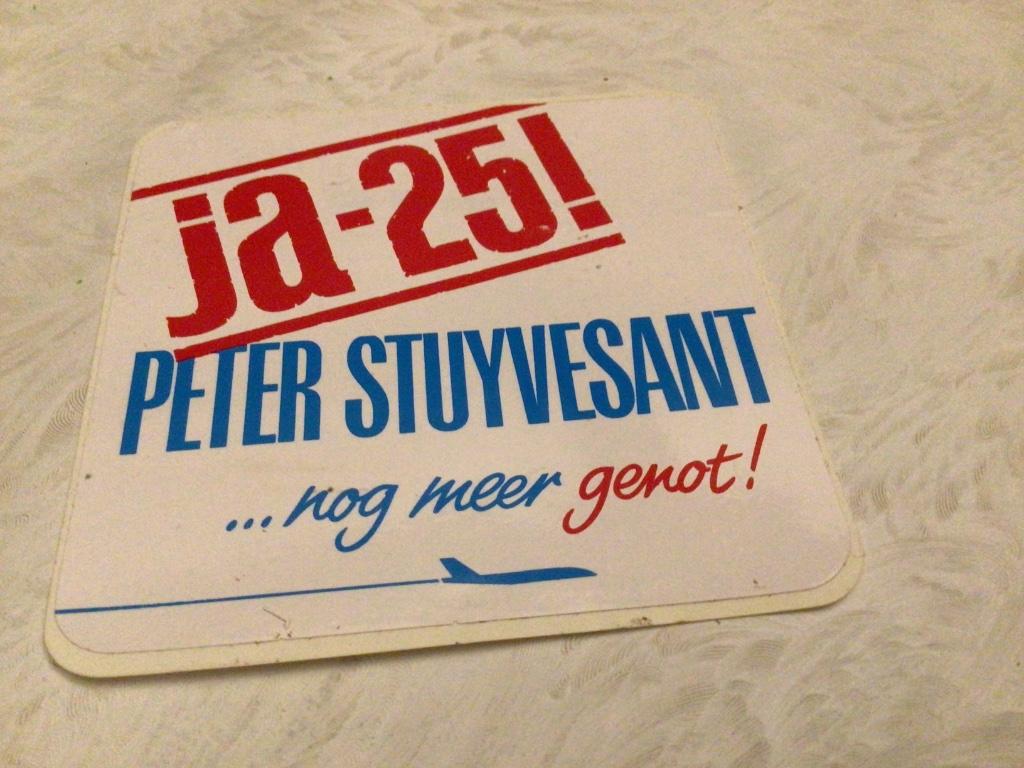 ja-25!
PETER STUYVESANT
...nog meer genot!